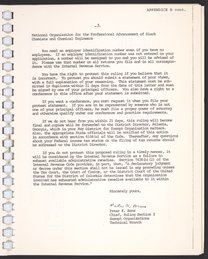 APPENDIX B cont.
- 3 -
National Organization for the Professional Advancement of Black
Chemists and Chemical Engineers
You need an employer identification number even if you have no
employees. If an employer identification number was not entered on your
application, a number will be assigned to you and you will be advised of
it. Please use that number on all returns you file and in all correspon-
dence with the Internal Revenue Service.
You have the right to protest this ruling if you believe that it
is incorrect. To protest you should submit a statement of your views,
with a full explanation of your reasoning. This statement must be sub-
mitted in duplicate within 21 days from the date of this letter and must
be signed by one of your principal officers. You also have a right to a
conference in this office after your statement is submitted.
If you want a conference, you must request it when you file your
protest statement. If you are to be represented by someone who is not
one of your principal officers, he must file a proper power of attorney
and otherwise qualify under our conference and practice requirements.
If we do not hear from you within 21 days, this ruling will become
final and copies will be forwarded to the District Director, Atlanta,
Georgia, which is your key district for Exempt Organization matters.
Also, the appropriate State officials will be notified of this action
in accordance with section 6104(c) of the Code. Thereafter, any questions
about your Federal income tax status or the filing of tax returns should
be addressed to the District Director.
If you do not protest this proposed ruling in a timely manner, it
will be considered by the Internal Revenue Service as a failure to
exhaust available administrative remedies. Section 7428(b)(2) of the
Internal Revenue Code provides, in part, that, "A declaratory judgment
or decree under this section shall not be issued in any proceeding unless
the Tax Court, the Court of Claims, or the District Court of the United
States for the District of Columbia determines that the organization
involved has exhausted administrative remedies available to it within
the Internal Revenue Service."
Sincerely yours,
Chief, Ruling Section 2
Exempt Organizations
Technical Branch